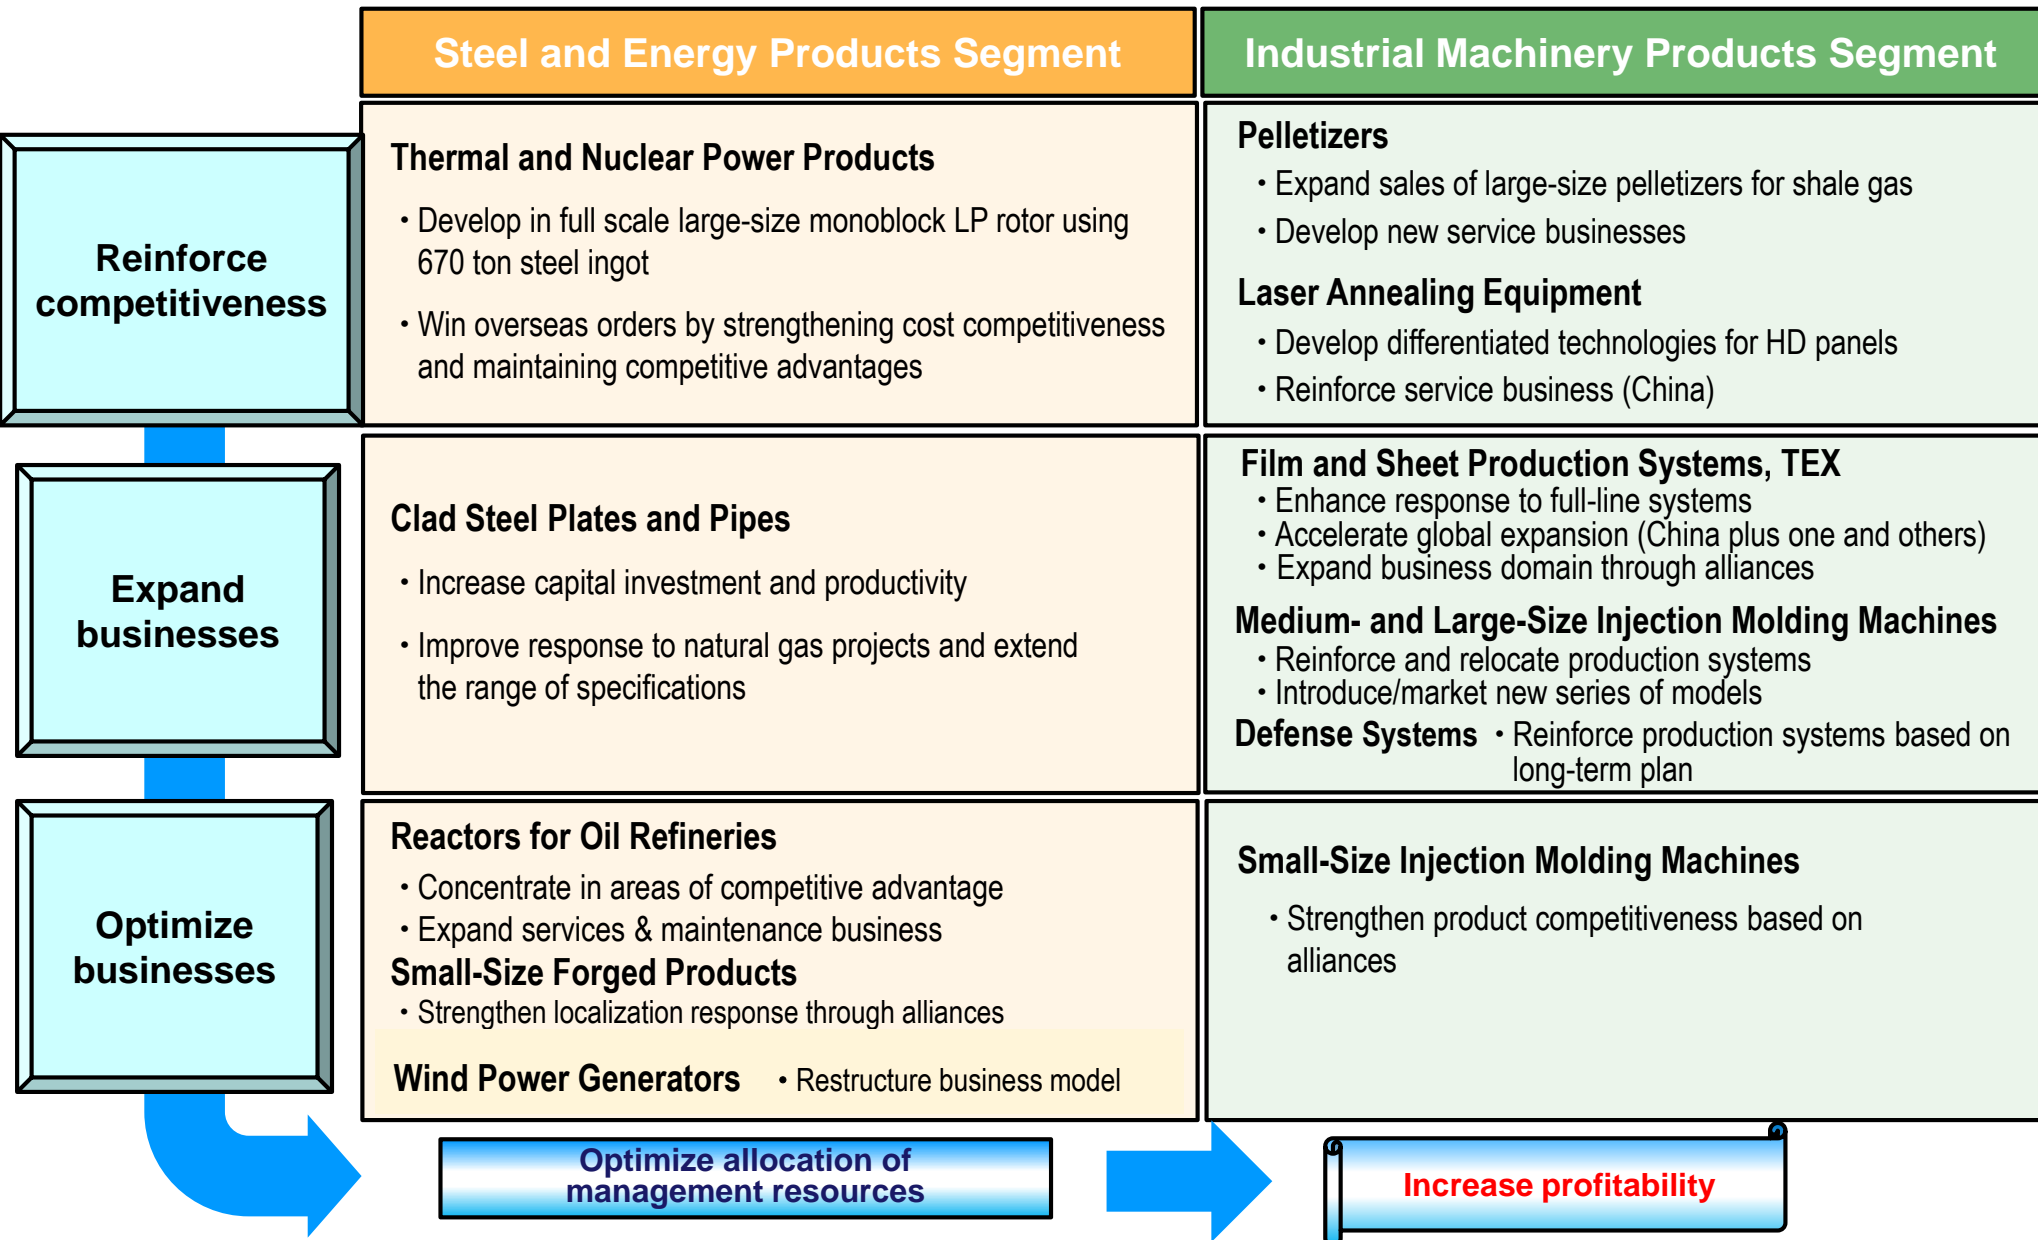 Steel and Energy Products Segment
Industrial Machinery Products Segment
Reinforce
competitiveness
Thermal and Nuclear Power Products
・Develop in full scale large-size monoblock LP rotor using
670 ton steel ingot
・Win overseas orders by strengthening cost competitiveness
and maintaining competitive advantages
Pelletizers
・Expand sales of large-size pelletizers for shale gas
・Develop new service businesses
Laser Annealing Equipment
・Develop differentiated technologies for HD panels
・Reinforce service business (China)
Expand
businesses
Clad Steel Plates and Pipes
・Increase capital investment and productivity
・Improve response to natural gas projects and extend
the range of specifications
Film and Sheet Production Systems, TEX
・Enhance response to full-line systems
・Accelerate global expansion (China plus one and others)
・Expand business domain through alliances
Medium- and Large-Size Injection Molding Machines
・Reinforce and relocate production systems
・Introduce/market new series of models
Defense Systems ・Reinforce production systems based on
long-term plan
Optimize
businesses
Reactors for Oil Refineries
・Concentrate in areas of competitive advantage
・Expand services & maintenance business
Small-Size Forged Products
・Strengthen localization response through alliances
Wind Power Generators ・Restructure business model
Small-Size Injection Molding Machines
・Strengthen product competitiveness based on
alliances
Optimize allocation of
management resources
Increase profitability